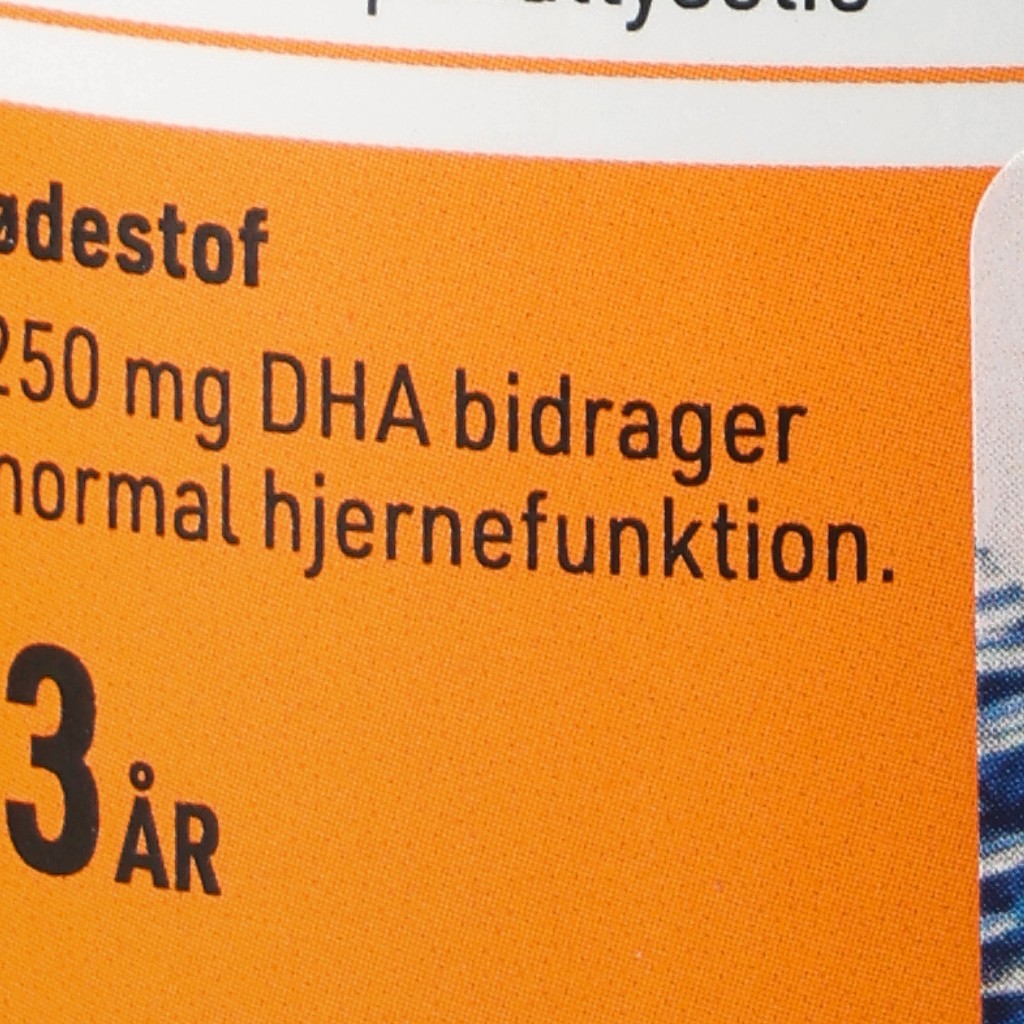 ødestof
250 mg DHA bidrager
normal hjernefunktion.
3 ÅR